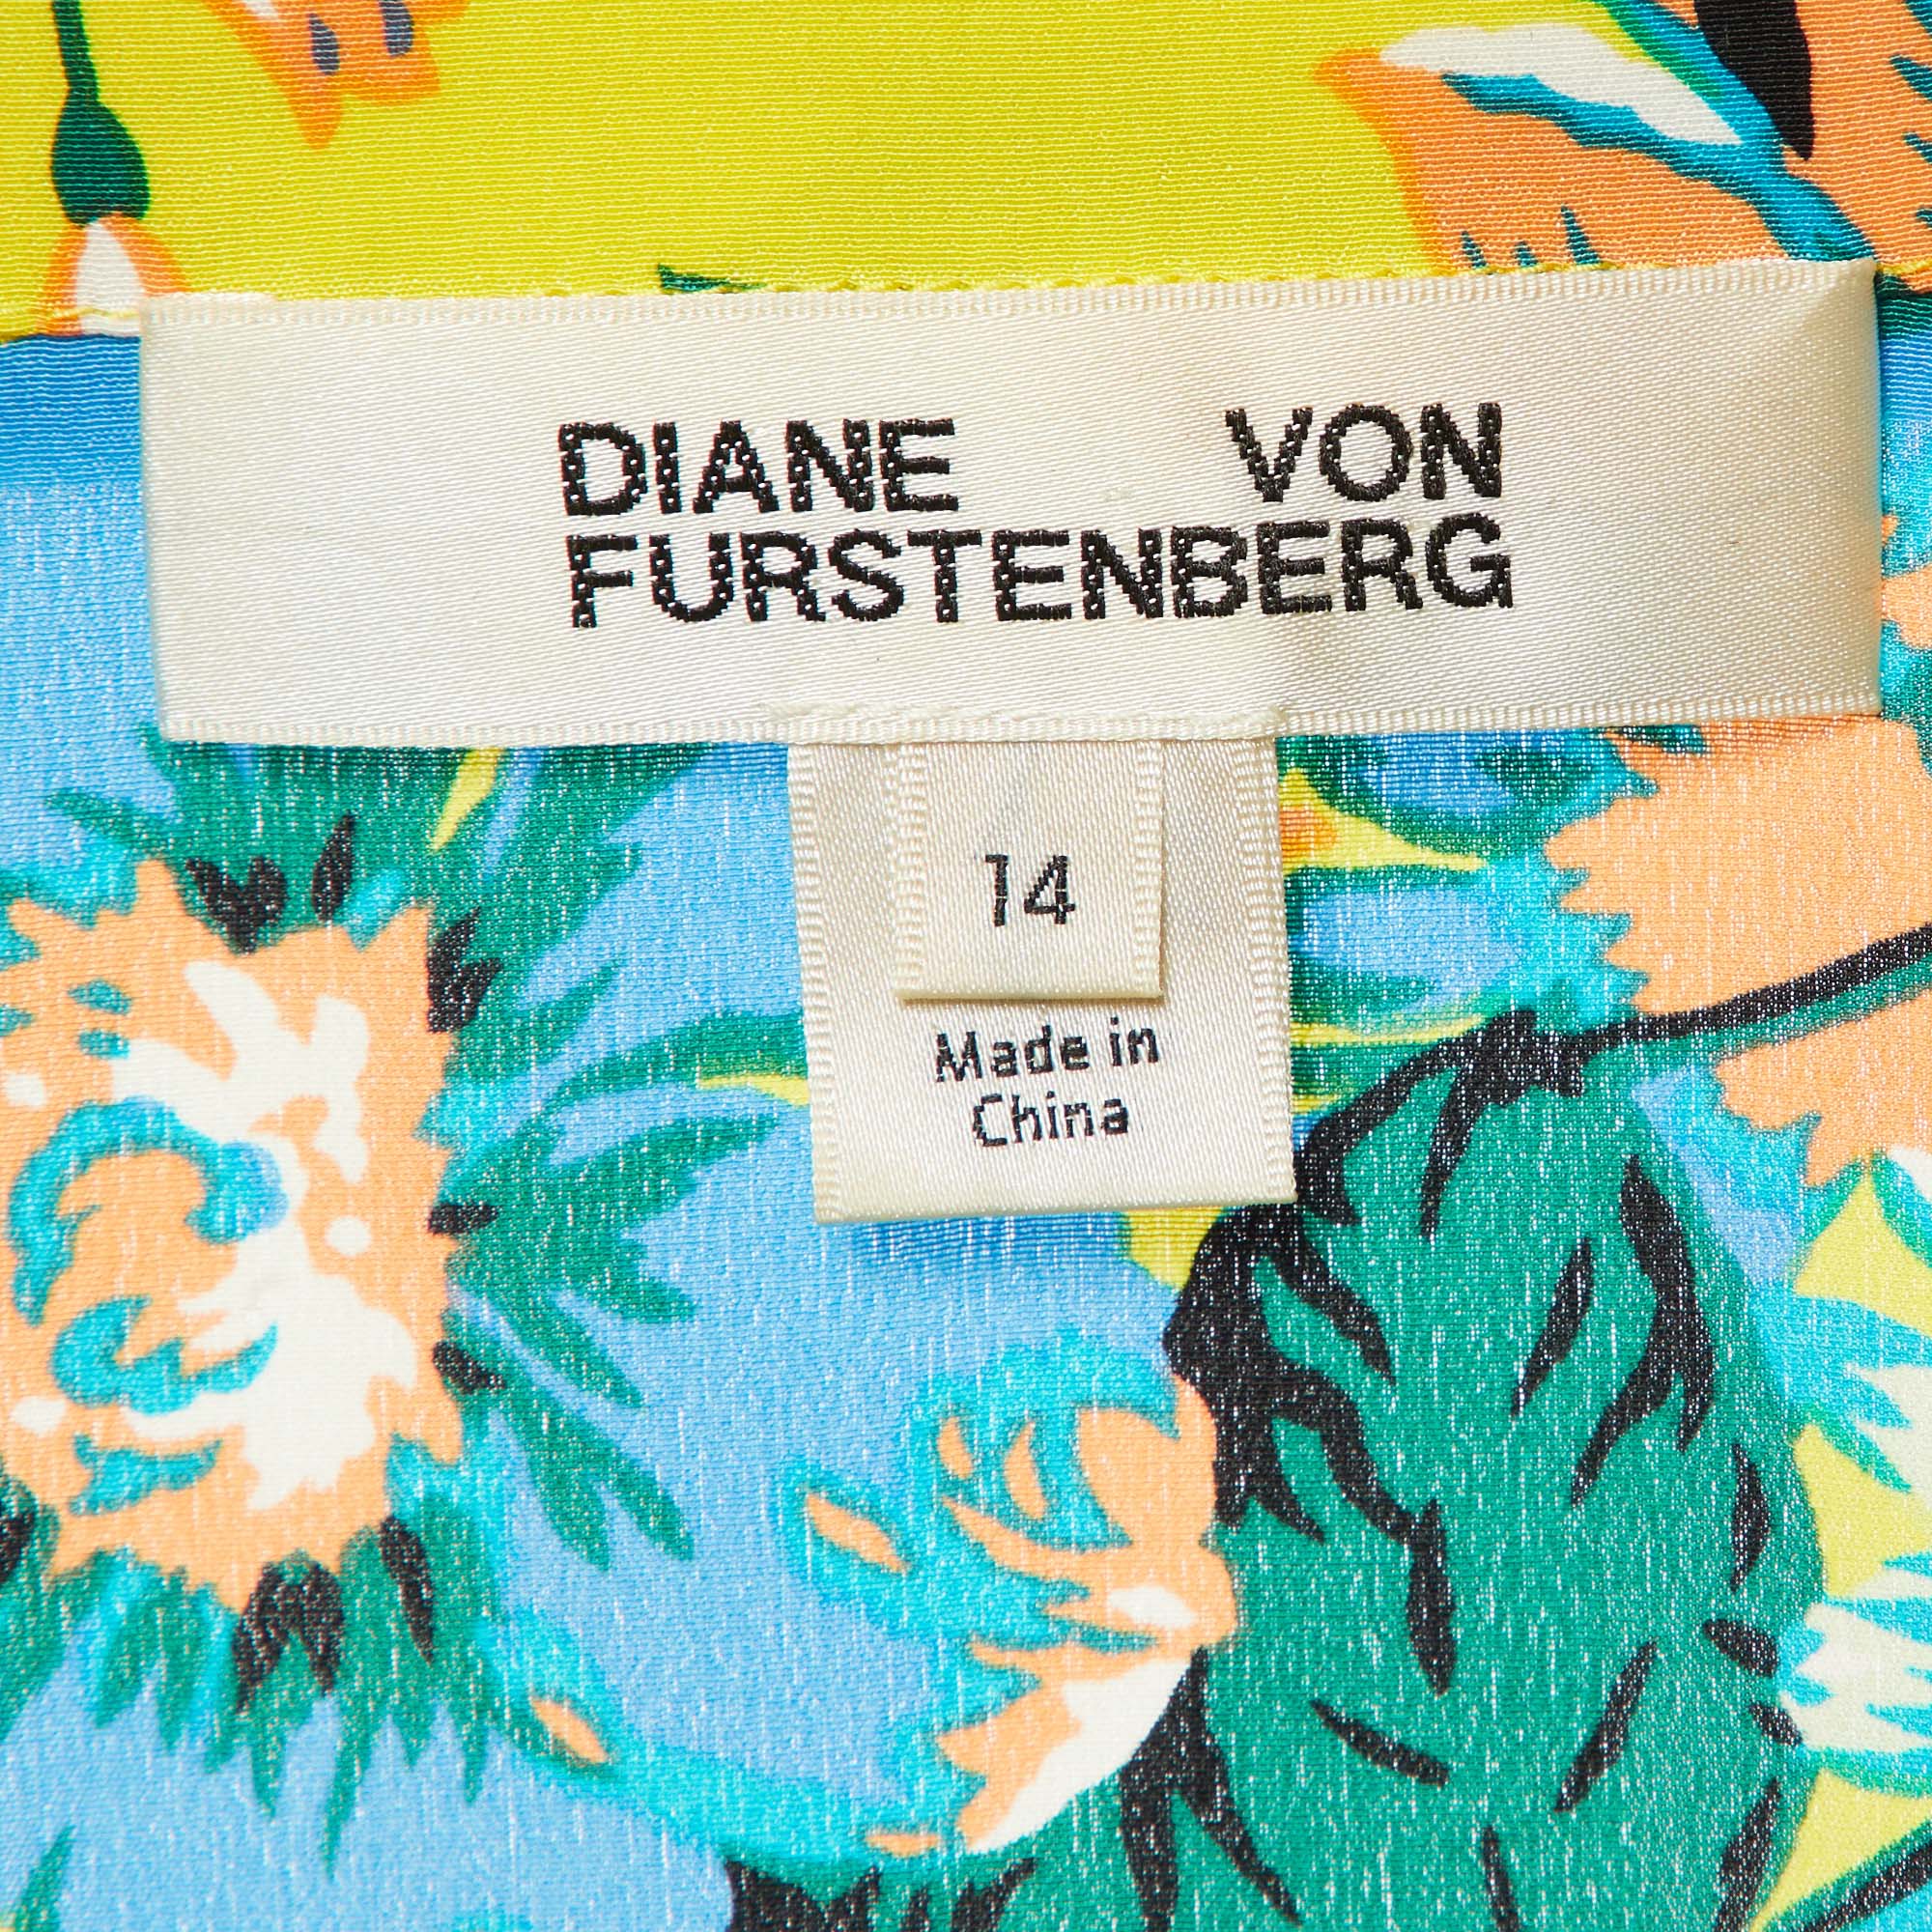 DIANE VON
FURSTENBERG
14
Made in
China